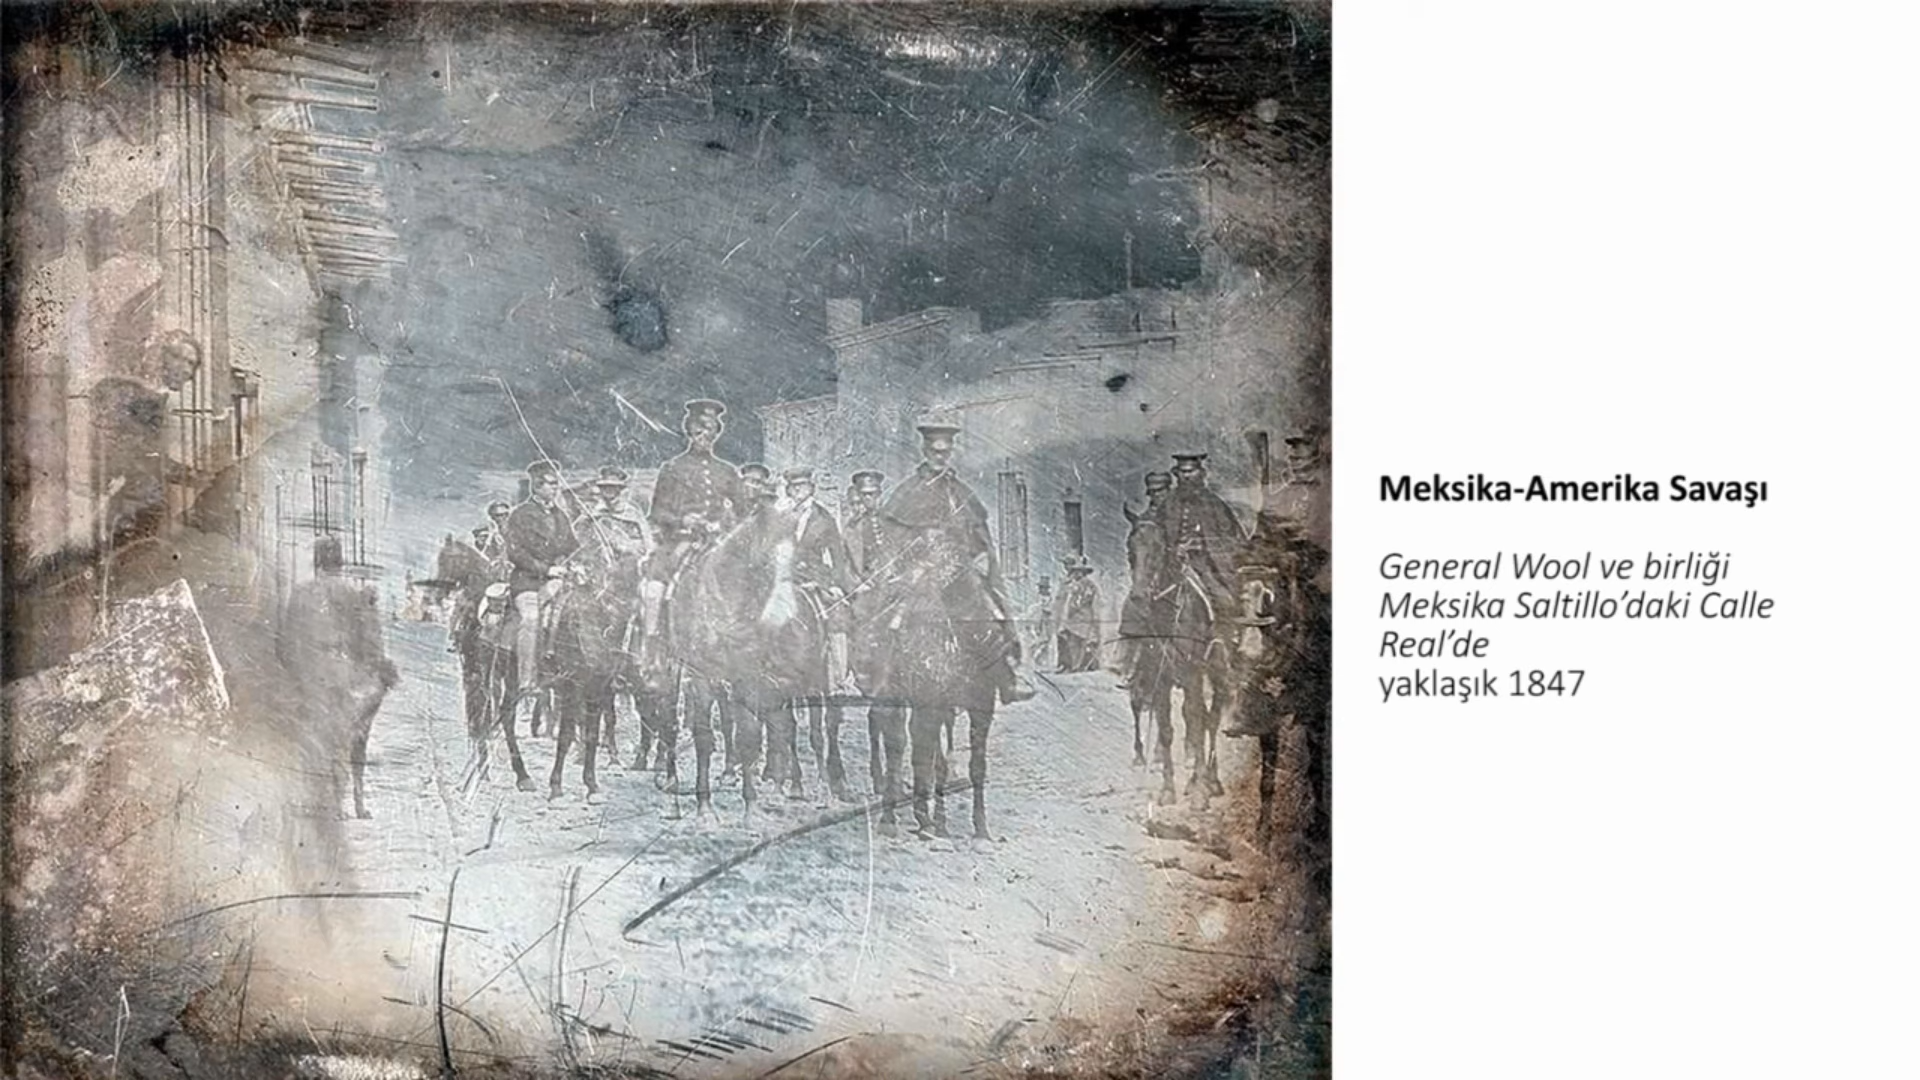 Meksika-Amerika Savaşı
General Wool ve birliği
Meksika Saltillo’daki Calle
Real’de
yaklaşık 1847